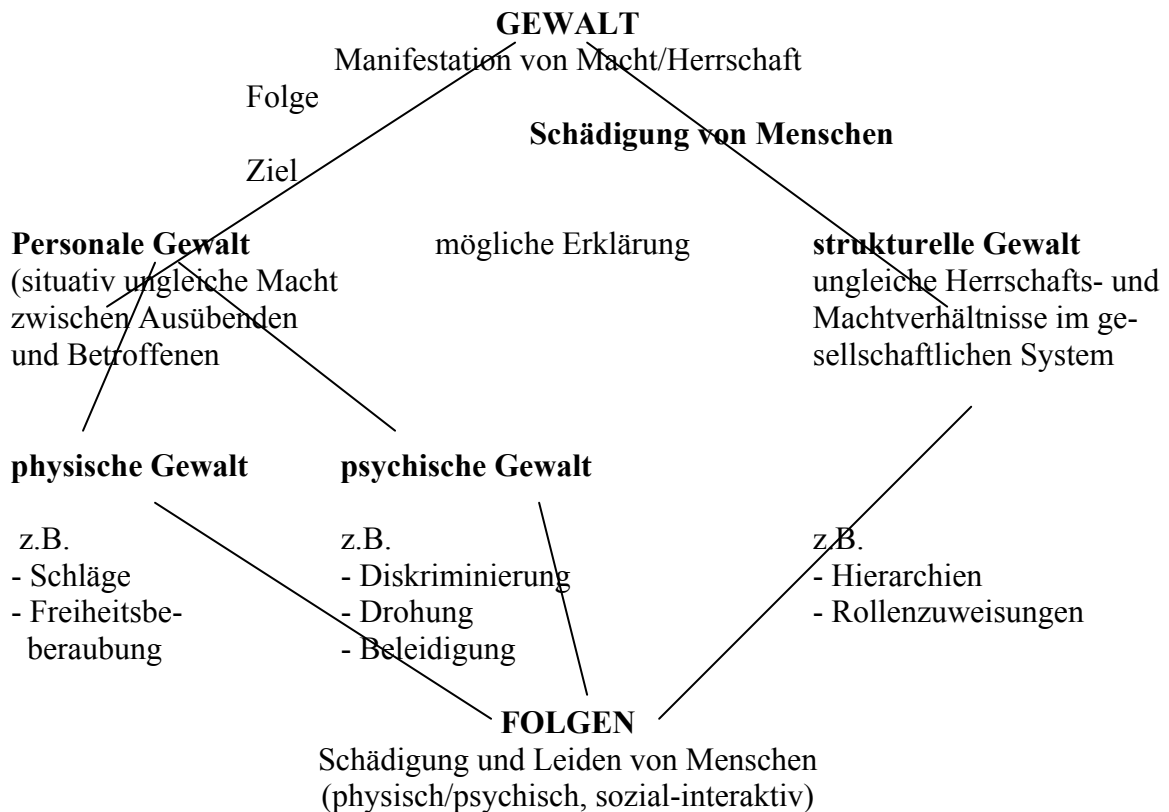 GEWALT
Manifestation von Macht/Herrschaft
Folge
Schädigung von Menschen
Ziel
Personale Gewalt
(situativ ungleiche Macht
zwischen Ausübenden
und Betroffenen
mögliche Erklärung
strukturelle Gewalt
ungleiche Herrschafts- und
Machtverhältnisse im ge-
sellschaftlichen System
physische Gewalt
z.B.
- Schläge
- Freiheitsbe-
beraubung
psychische Gewalt
z.B.
- Diskriminierung
- Drohung
- Beleidigung
z.B.
- Hierarchien
- Rollenzuweisungen
FOLGEN
Schädigung und Leiden von Menschen
(physisch/psychisch, sozial-interaktiv)